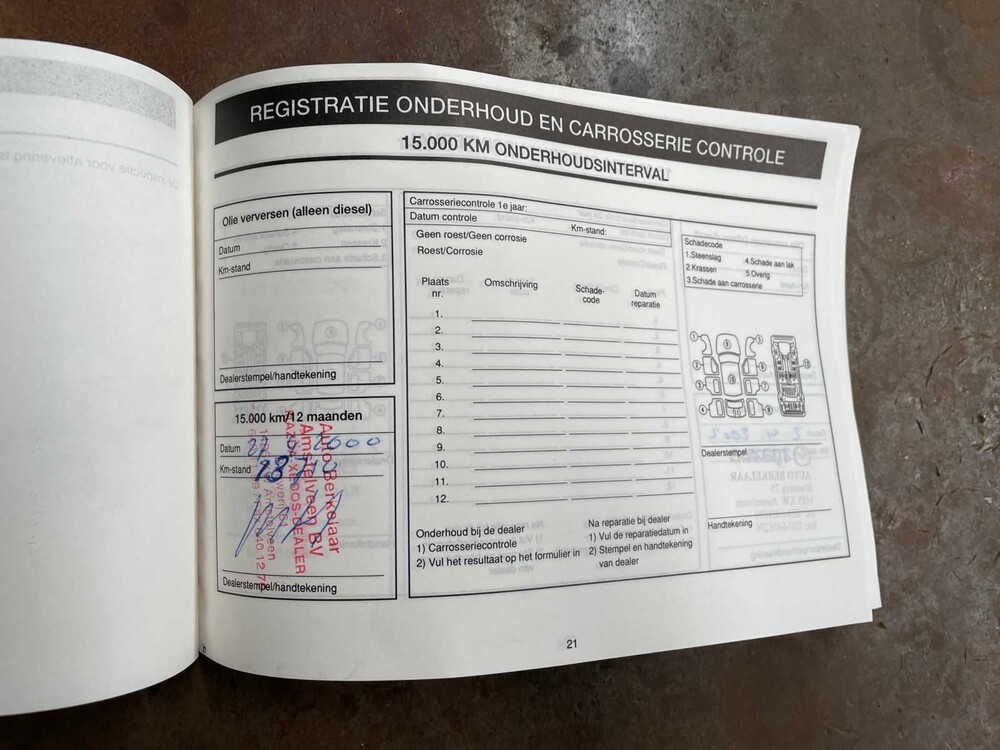 REGISTRATIE ONDERHOUD EN CARROSSERIE CONTROLE
15.000 KM ONDERHOUDSINTERVAL
Olie verversen (alleen diesel)
Datum
Km-stand
Dealerstempel/handtekening
15.000 km/12 maanden
Datum 2000
Km-stand
Auto Berkelaar
Amstelveen BV
MAZDA-XEDOS-DEALER
Dealerstempel/handtekening
Carrosseriecontrole 1e jaar:
Datum controle Km-stand:
Geen roest/Geen corrosie
Roest/Corrosie
Plaats nr. Omschrijving Schade-code Datum reparatie
1.
2.
3.
4.
5.
6.
7.
8.
9.
10.
11.
12.
Onderhoud bij de dealer
1) Carrosseriecontrole
2) Vul het resultaat op het formulier in
Na reparatie bij dealer
1) Vul de reparatiedatum in
2) Stempel en handtekening
van dealer
Schadecode
1.Steenslag 4.Schade aan lak
2.Krassen 5.Overig
3.Schade aan carrosserie
Dealerstempel
Handtekening
21